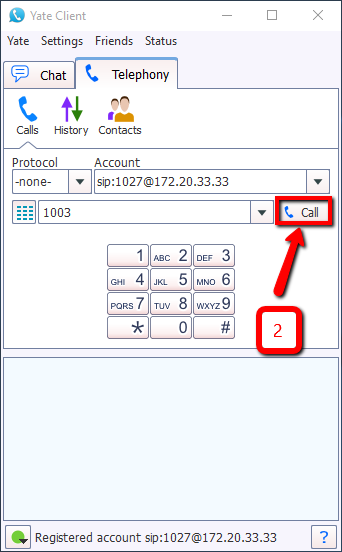 Yate Client
Yate Settings Friends Status
Chat Telephony
Calls History Contacts
Protocol Account
-none- sip:1027@172.20.33.33
1003 Call
1 ABC 2 DEF 3
GHI 4 JKL 5 MNO 6
PQRS 7 TUV 8 WXYZ 9
* 0 #
2
Registered account sip:1027@172.20.33.33 ?